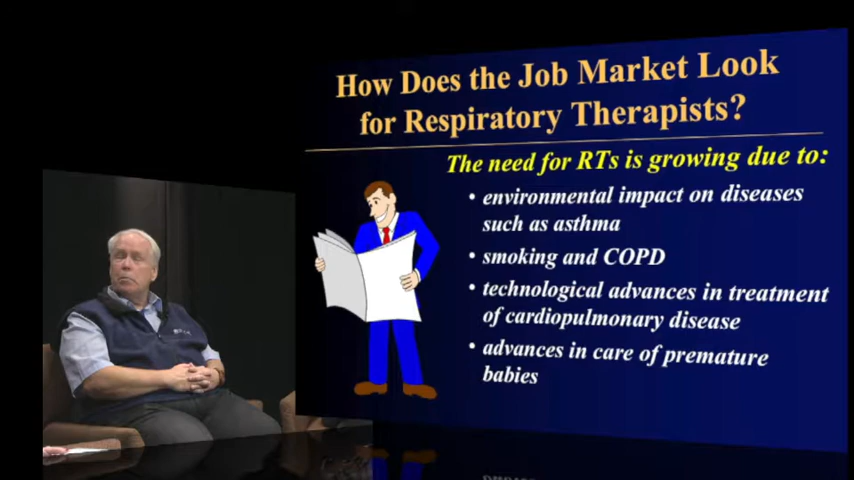 How Does the Job Market Look
for Respiratory Therapists?
The need for RTs is growing due to:
• environmental impact on diseases
such as asthma
• smoking and COPD
• technological advances in treatment
of cardiopulmonary disease
• advances in care of premature
babies